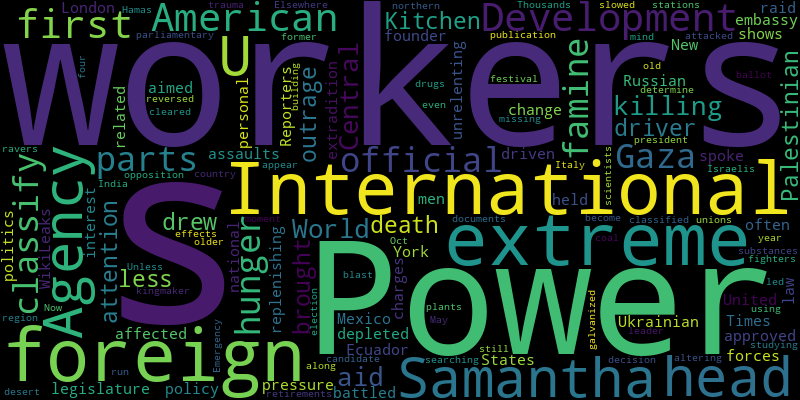 London Hamas trauma Elsewhere northern Thousands slowed stations raid
first American Kitchen Development embassy
parliamentary former founder publication mind attacked shows
workers
U Central Reporters building outrage unrelenting drugs festival even New old Russian determine ballot
four aimed reversed cleared related personal extradition missing change famine killing Palestinian
ravers parts assaults official driven driver president
opposition country appear Italy Gaza spoke Israelis
India International scientists
classify Agency interest men held
politics Wikileaks attention drew moment World death documents become classified unions often
effects older national hunger York Oct charges extreme coal year
S less Unless replenishing brought Power substances fighters
kingmaker blast United led law
Now plants using
region affected Mexico election May galvanized Ukrainian leader Times approved
foreign Emergency depleted Ecuador still searching States decision altering forces studying
run candidate along
desert legislature policy pressure aid Samantha head
retirements battled